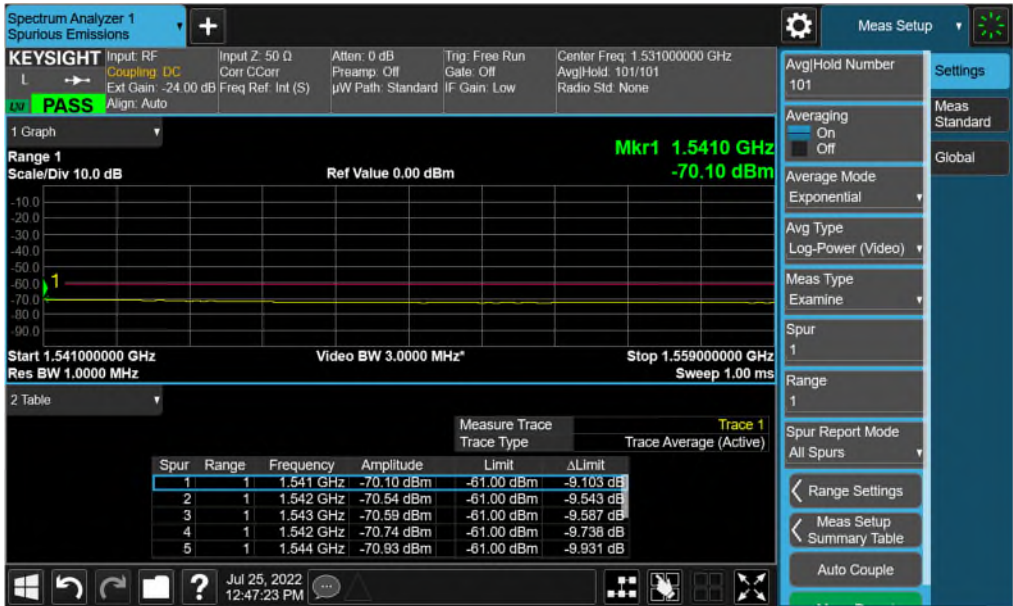 Spectrum Analyzer 1
Spurious Emissions
Meas Setup
KEYSIGHT
L
LXI
PASS
Input: RF
Coupling: DC
Ext Gain: -24.00 dB
Align: Auto
Input Z: 50 Ω
Corr CCorr
Freq Ref: Int (S)
Atten: 0 dB
Preamp: Off
µW Path: Standard
Trig: Free Run
Gate: Off
IF Gain: Low
Center Freq: 1.531000000 GHz
Avg|Hold: 101/101
Radio Std: None
1 Graph
Range 1
Scale/Div 10.0 dB
Ref Value 0.00 dBm
Mkr1 1.5410 GHz
-70.10 dBm
-10.0
-20.0
-30.0
-40.0
-50.0
-60.0
-70.0
-80.0
-90.0
1
Start 1.541000000 GHz
Res BW 1.0000 MHz
Video BW 3.0000 MHz*
Stop 1.559000000 GHz
Sweep 1.00 ms
2 Table
Measure Trace Trace 1
Trace Type Trace Average (Active)
Spur Range Frequency Amplitude Limit ΔLimit
1 1 1.541 GHz -70.10 dBm -61.00 dBm -9.103 dB
2 1 1.542 GHz -70.54 dBm -61.00 dBm -9.543 dB
3 1 1.543 GHz -70.59 dBm -61.00 dBm -9.587 dB
4 1 1.542 GHz -70.74 dBm -61.00 dBm -9.738 dB
5 1 1.544 GHz -70.93 dBm -61.00 dBm -9.931 dB
Jul 25, 2022
12:47:23 PM
Avg|Hold Number
101
Averaging
On
Off
Average Mode
Exponential
Avg Type
Log-Power (Video)
Meas Type
Examine
Spur
1
Range
1
Spur Report Mode
All Spurs
Range Settings
Meas Setup
Summary Table
Auto Couple
Settings
Meas
Standard
Global